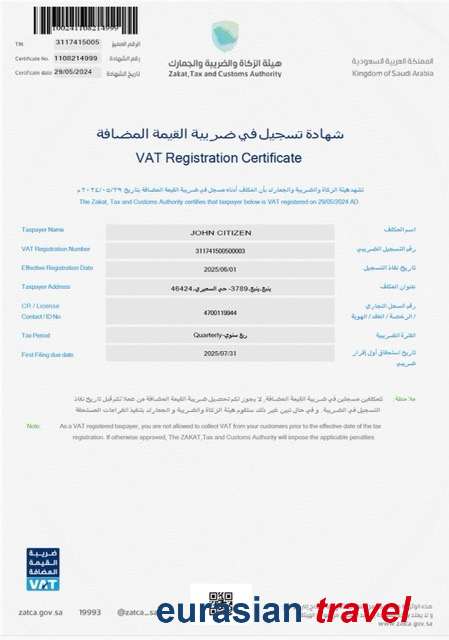 100241108214999
TIN 3117415005 الرقم المميز
Certificate No. 1108214999 رقم الشهادة
Certificate date 29/05/2024 تاريخ الشهادة
هيئة الزكاة والضريبة والجمارك
Zakat, Tax and Customs Authority
المملكة العربية السعودية
Kingdom of Saudi Arabia
شهادة تسجيل في ضريبة القيمة المضافة
VAT Registration Certificate
تشهد هيئة الزكاة والضريبة والجمارك بأن المكلف أدناه مسجل في ضريبة القيمة المضافة بتاريخ ٢٠٢٤/٠٥/٢٩ م
The Zakat, Tax and Customs Authority certifies that taxpayer below is VAT registered on 29/05/2024 AD
Taxpayer Name JOHN CITIZEN اسم المكلف
VAT Registration Number 311741500500003 رقم التسجيل الضريبي
Effective Registration Date 2025/06/01 تاريخ نفاذ التسجيل
Taxpayer Address ينبع,ينبع,3789- حي السميري, 46424 عنوان المكلف
CR / License رقم السجل التجاري
Contact / ID No 4700119944 / الرخصة / العقد / الهوية
Tax Period Quarterly-ربع سنوي الفترة الضريبية
First Filing due date 2025/07/31 تاريخ استحقاق أول إقرار
ضريبي
ملاحظة: كمكلفين مسجلين في ضريبة القيمة المضافة، لا يجوز لكم تحصيل ضريبة القيمة المضافة من عملائكم قبل تاريخ نفاذ
التسجيل في الضريبة. و في حال تبين غير ذلك ستقوم هيئة الزكاة والضريبة و الجمارك بتنفيذ الغرامات المستحقة
Note: As a VAT registered taxpayer, you are not allowed to collect VAT from your customers prior to the effective date of the tax
registration. If otherwise approved, The ZAKAT,Tax and Customs Authority will impose the applicable penalties
ضريبة
القيمة
المضافة
VAT
zatca.gov.sa 19993 @zatca_sa
eurasian-travel
www.zatca.gov.sa